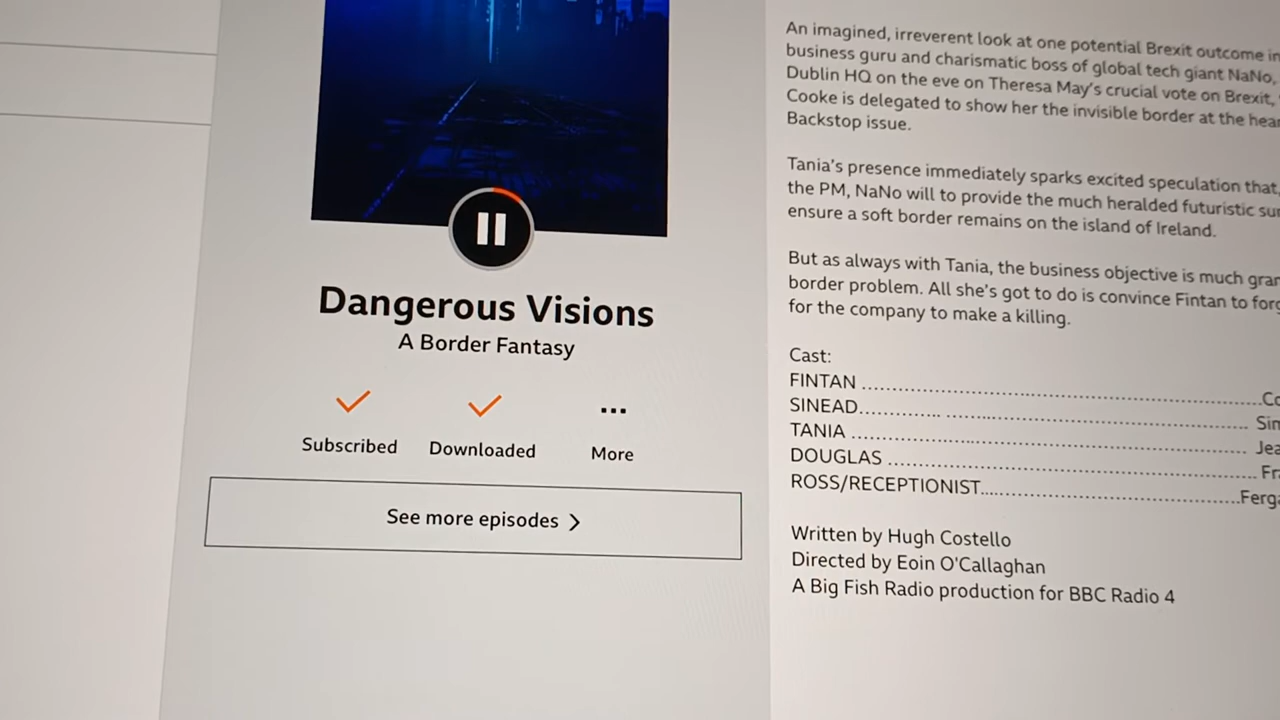 Dangerous Visions
A Border Fantasy
Subscribed
Downloaded
More
See more episodes
An imagined, irreverent look at one potential Brexit outcome in
business guru and charismatic boss of global tech giant NaNo,
Dublin HQ on the eve on Theresa May's crucial vote on Brexit,
Cooke is delegated to show her the invisible border at the
Backstop issue.
Tania's presence immediately sparks excited speculation that,
the PM, NaNo will to provide the much heralded futuristic
ensure a soft border remains on the island of Ireland.
But as always with Tania, the business objective is much
border problem. All she's got to do is convince Fintan to
for the company to make a killing.
Cast:
FINTAN
SINEAD
TANIA
DOUGLAS
ROSS/RECEPTIONIST
Written by Hugh Costello
Directed by Eoin O'Callaghan
A Big Fish Radio production for BBC Radio 4